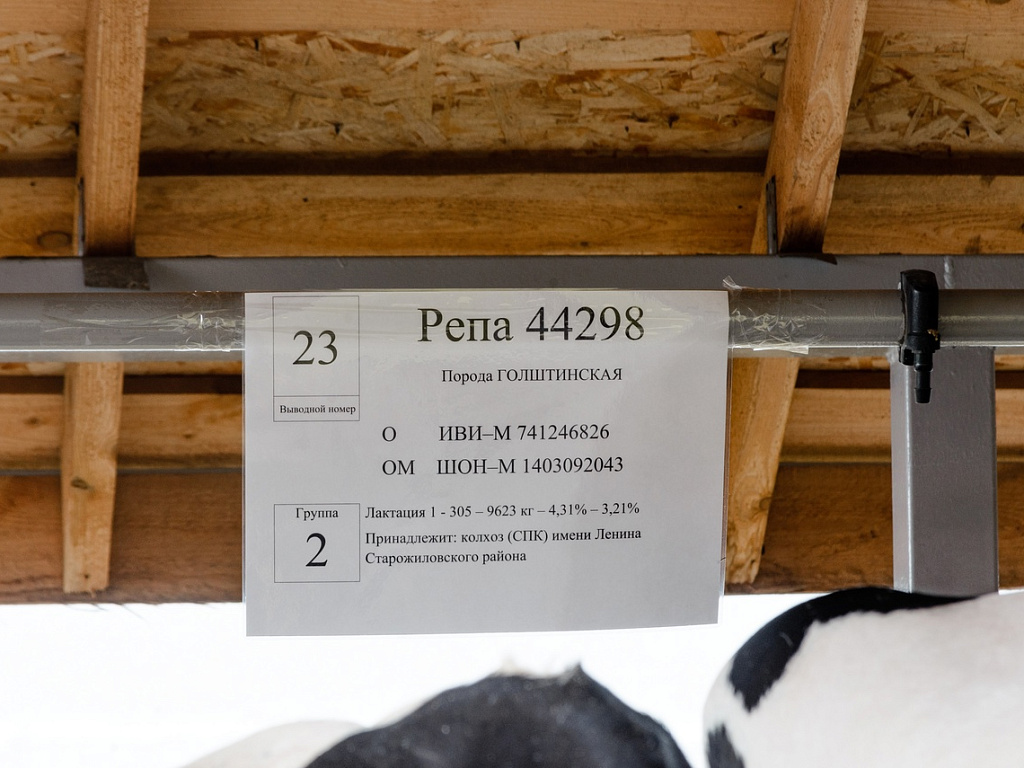 23
Выводной номер
Репа 44298
Порода ГОЛШТИНСКАЯ
О ИВИ–М 741246826
ОМ ШОН–М 1403092043
Группа
2
Лактация 1 - 305 – 9623 кг – 4,31% – 3,21%
Принадлежит: колхоз (СПК) имени Ленина
Старожиловского района